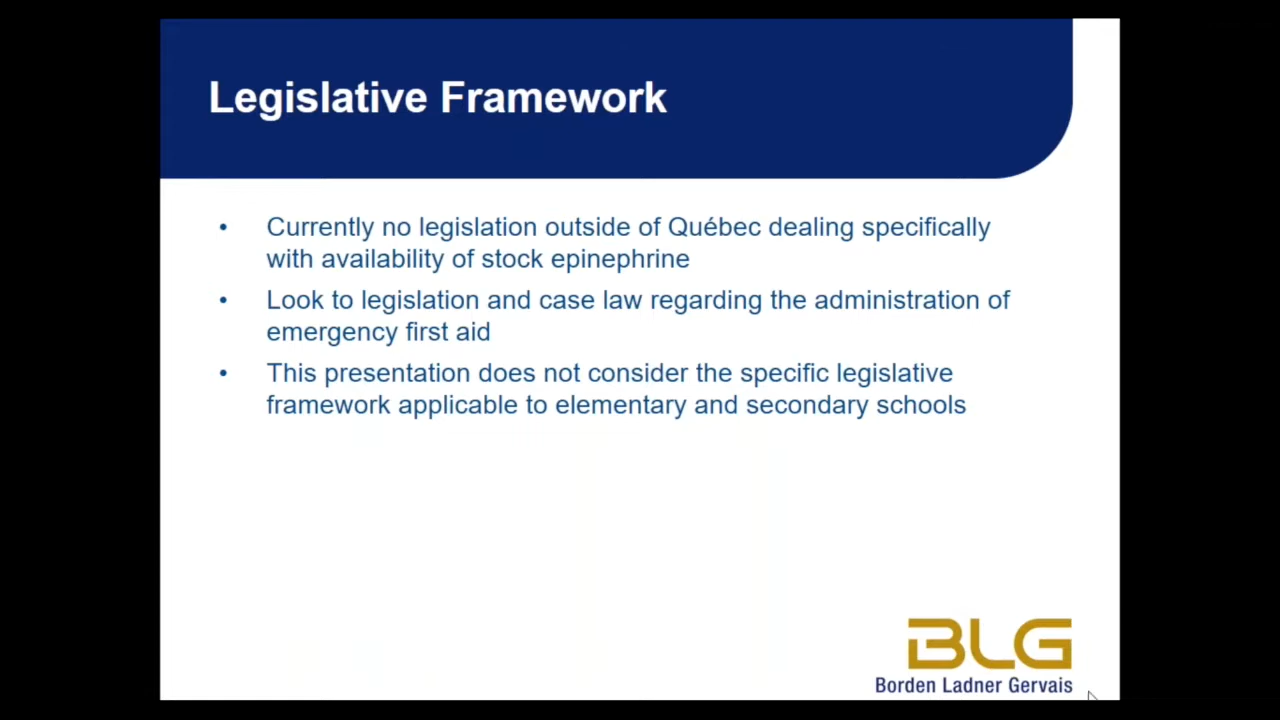 Legislative Framework
• Currently no legislation outside of Québec dealing specifically
with availability of stock epinephrine
• Look to legislation and case law regarding the administration of
emergency first aid
• This presentation does not consider the specific legislative
framework applicable to elementary and secondary schools
BLG
Borden Ladner Gervais